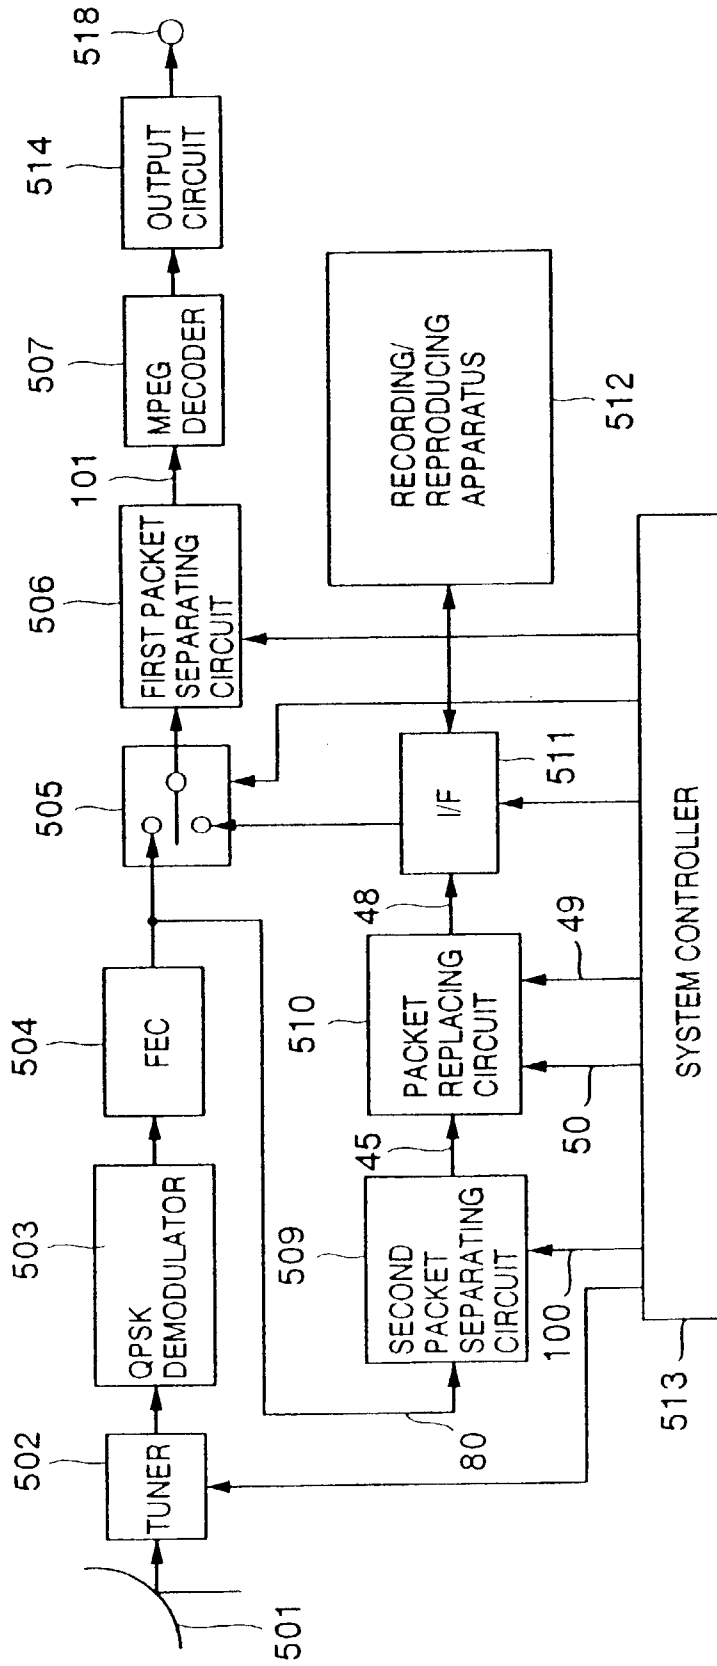 501
502
TUNER
503
QPSK
DEMODULATOR
504
FEC
505
506
FIRST PACKET
SEPARATING
CIRCUIT
101
507
MPEG
DECODER
514
OUTPUT
CIRCUIT
518
80
509
SECOND
PACKET
SEPARATING
CIRCUIT
45
510
PACKET
REPLACING
CIRCUIT
48
I/F
511
RECORDING/
REPRODUCING
APPARATUS
512
100
50
49
513
SYSTEM CONTROLLER